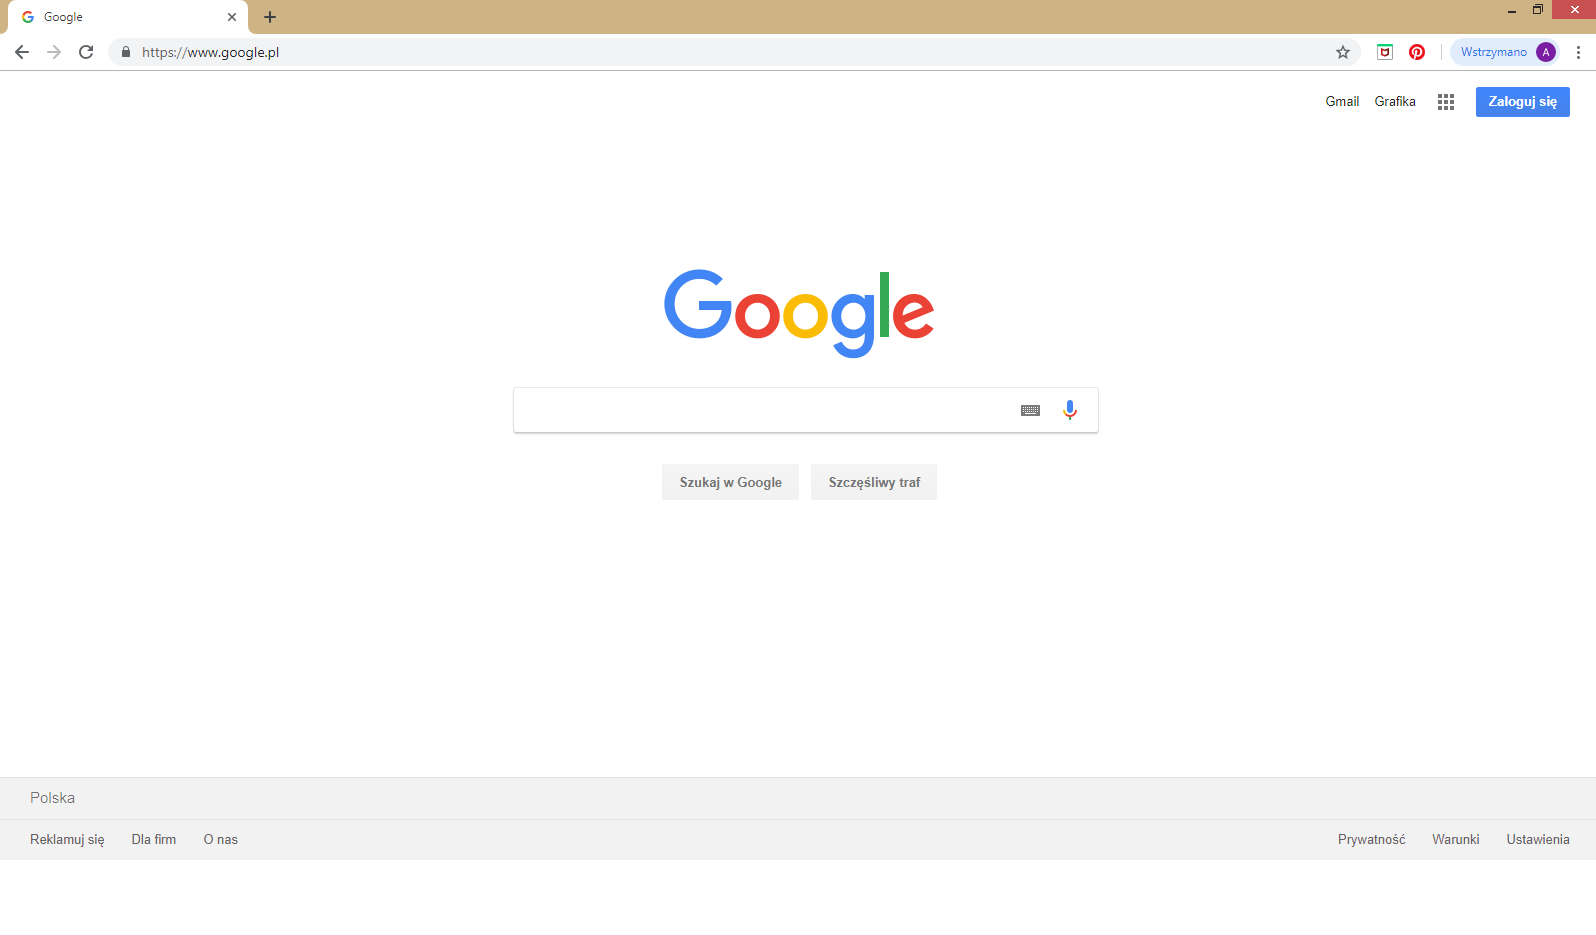 Google
https://www.google.pl
Wstrzymano A
Gmail Grafika Zaloguj się
Google
Szukaj w Google Szczęśliwy traf
Polska
Reklamuj się Dla firm O nas Prywatność Warunki Ustawienia